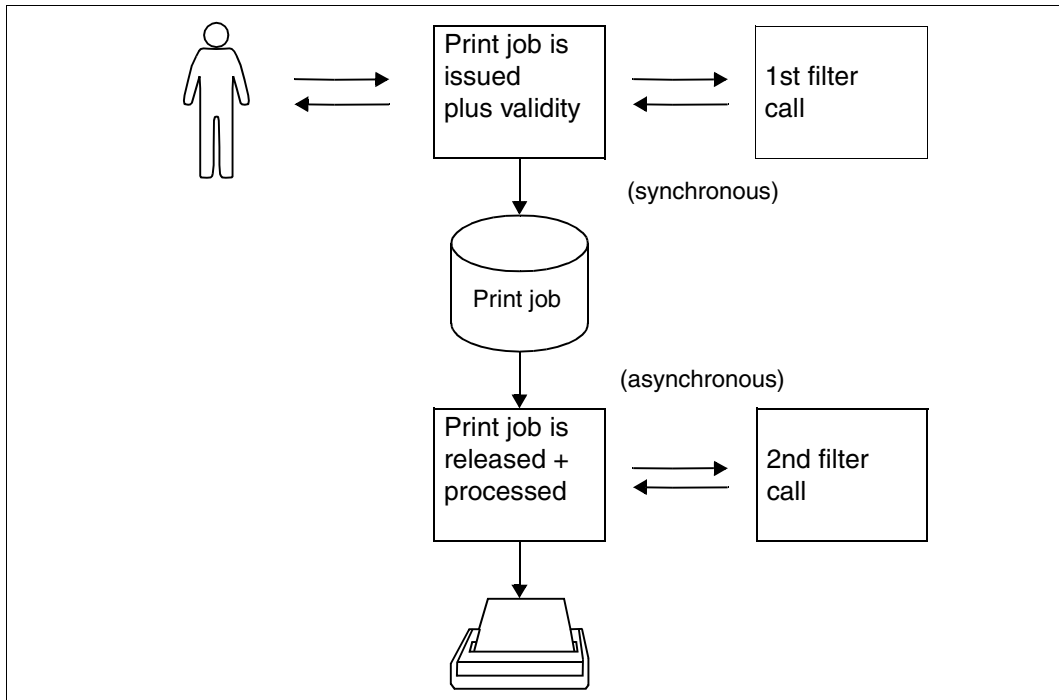 Print job is
issued
plus validity
1st filter
call
(synchronous)
Print job
(asynchronous)
Print job is
released +
processed
2nd filter
call